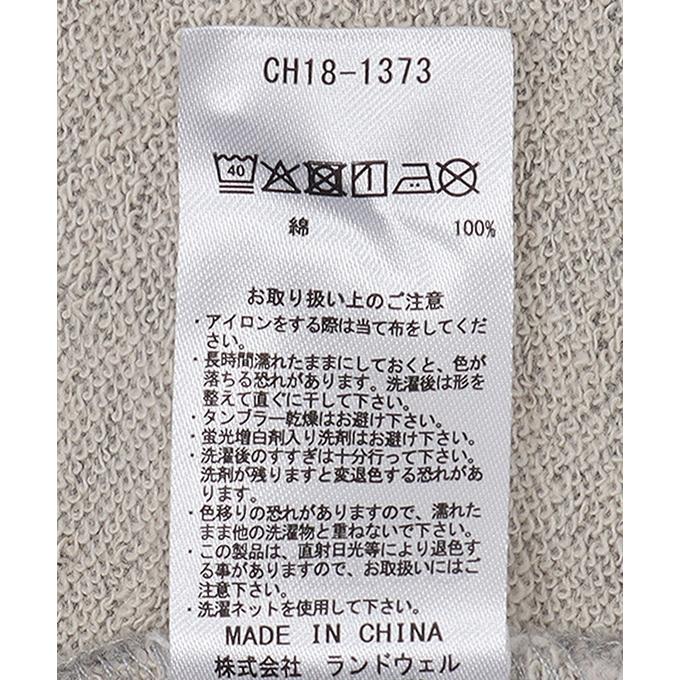 CH18-1373
40
綿 100%
お取り扱い上のご注意
・アイロンをする際は当て布をしてくだ
さい。
・長時間濡れたままにしておくと、色が
落ちる恐れがあります。洗濯後は形を
整えて直ぐに干して下さい。
・タンブラー乾燥はお避け下さい。
・蛍光増白剤入り洗剤はお避け下さい。
・洗濯後のすすぎは十分行って下さい。
洗剤が残りますと変退色する恐れがあ
ります。
・色移りの恐れがありますので、濡れた
まま他の洗濯物と重ねないで下さい。
・この製品は、直射日光等により退色す
る事がありますので、お取扱いにはご
注意下さい。
・洗濯ネットを使用して下さい。
MADE IN CHINA
株式会社 ランドウェル